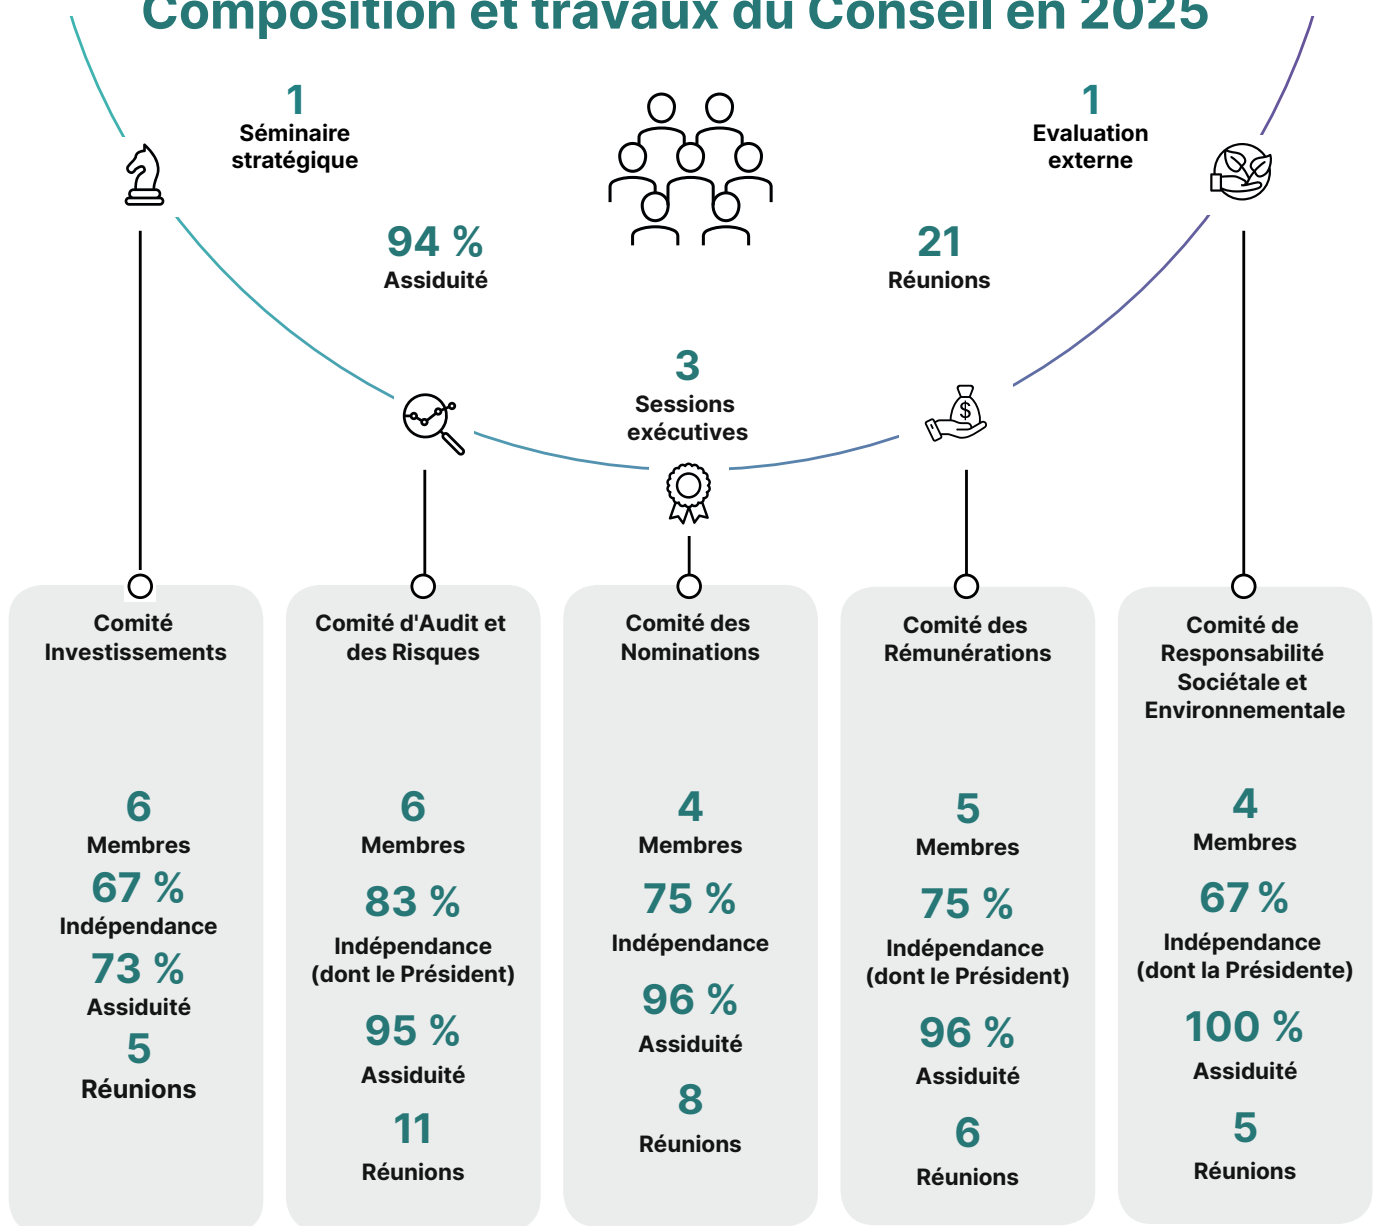 Composition et travaux du Conseil en 2025
1
Séminaire
stratégique
1
Evaluation
externe
94 %
Assiduité
21
Réunions
3
Sessions
exécutives
$
Comité
Investissements
6
Membres
67 %
Indépendance
73 %
Assiduité
5
Réunions
Comité d'Audit et
des Risques
6
Membres
83 %
Indépendance
(dont le Président)
95 %
Assiduité
11
Réunions
Comité des
Nominations
4
Membres
75 %
Indépendance
96 %
Assiduité
8
Réunions
Comité des
Rémunérations
5
Membres
75 %
Indépendance
(dont le Président)
96 %
Assiduité
6
Réunions
Comité de
Responsabilité
Sociétale et
Environnementale
4
Membres
67 %
Indépendance
(dont la Présidente)
100 %
Assiduité
5
Réunions